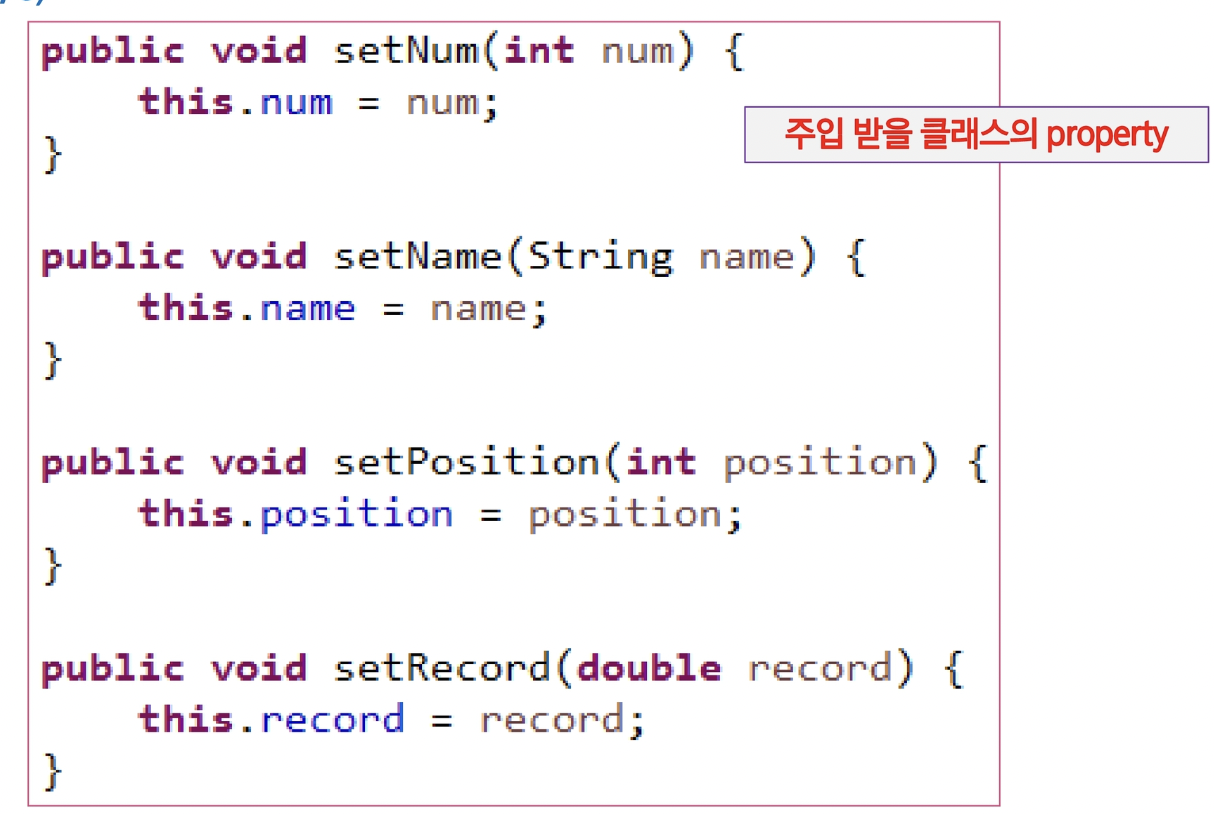 public void setNum(int num) {
    this.num = num;
}
주입 받을 클래스의 property
public void setName(String name) {
    this.name = name;
}
public void setPosition(int position) {
    this.position = position;
}
public void setRecord(double record) {
    this.record = record;
}